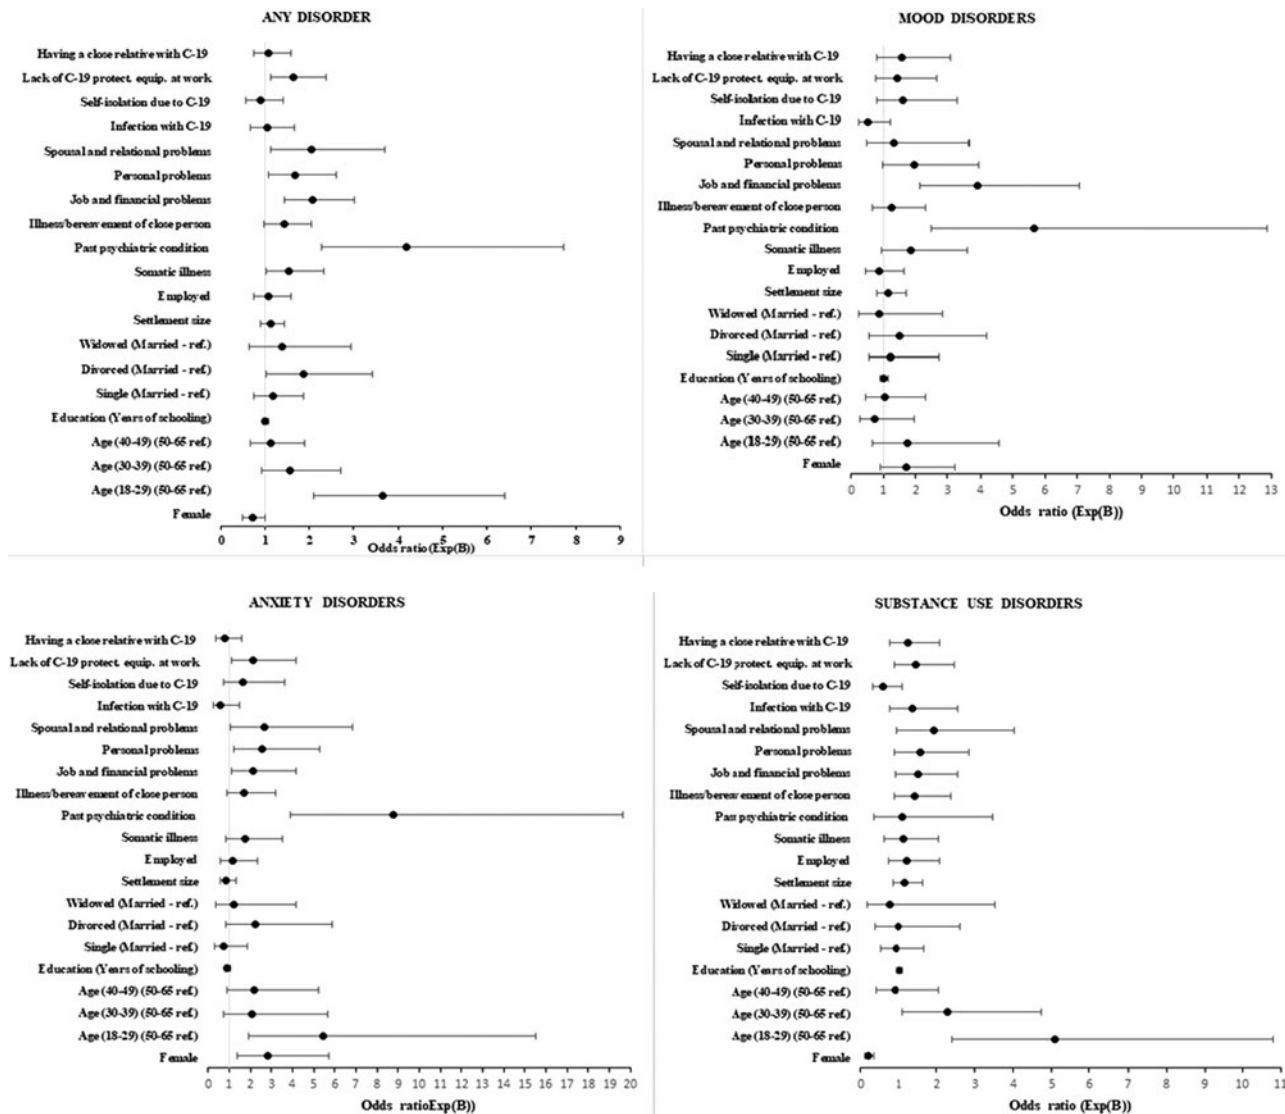 ANY DISORDER
Having a close relative with C-19
Lack of C-19 protect. equip. at work
Self-isolation due to C-19
Infection with C-19
Spousal and relational problems
Personal problems
Job and financial problems
Illness/bereavement of close person
Past psychiatric condition
Somatic illness
Employed
Settlement size
Widowed (Married - ref.)
Divorced (Married - ref.)
Single (Married - ref.)
Education (Years of schooling)
Age (40-49) (50-65 ref.)
Age (30-39) (50-65 ref.)
Age (18-29) (50-65 ref.)
Female
0 1 2 3 4 5 6 7 8 9
Odds ratio(Exp(B))
MOOD DISORDERS
Having a close relative with C-19
Lack of C-19 protect. equip. at work
Self-isolation due to C-19
Infection with C-19
Spousal and relational problems
Personal problems
Job and financial problems
Illness/bereavement of close person
Past psychiatric condition
Somatic illness
Employed
Settlement size
Widowed (Married - ref.)
Divorced (Married - ref.)
Single (Married - ref.)
Education (Years of schooling)
Age (40-49) (50-65 ref.)
Age (30-39) (50-65 ref.)
Age (18-29) (50-65 ref.)
Female
0 1 2 3 4 5 6 7 8 9 10 11 12 13
Odds ratio (Exp(B))
ANXIETY DISORDERS
Having a close relative with C-19
Lack of C-19 protect. equip. at work
Self-isolation due to C-19
Infection with C-19
Spousal and relational problems
Personal problems
Job and financial problems
Illness/bereavement of close person
Past psychiatric condition
Somatic illness
Employed
Settlement size
Widowed (Married - ref.)
Divorced (Married - ref.)
Single (Married - ref.)
Education (Years of schooling)
Age (40-49) (50-65 ref.)
Age (30-39) (50-65 ref.)
Age (18-29) (50-65 ref.)
Female
0 1 2 3 4 5 6 7 8 9 10 11 12 13 14 15 16 17 18 19 20
Odds ratioExp(B))
SUBSTANCE USE DISORDERS
Having a close relative with C-19
Lack of C-19 protect. equip. at work
Self-isolation due to C-19
Infection with C-19
Spousal and relational problems
Personal problems
Job and financial problems
Illness/bereavement of close person
Past psychiatric condition
Somatic illness
Employed
Settlement size
Widowed (Married - ref.)
Divorced (Married - ref.)
Single (Married - ref.)
Education (Years of schooling)
Age (40-49) (50-65 ref.)
Age (30-39) (50-65 ref.)
Age (18-29) (50-65 ref.)
Female
0 1 2 3 4 5 6 7 8 9 10 11
Odds ratio (Exp(B))